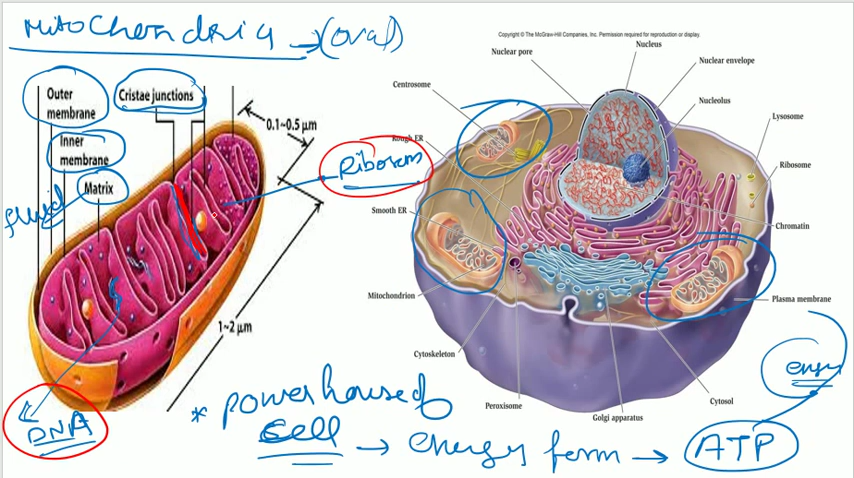 Mitochondria → (oval)
Copyright © The McGraw-Hill Companies, Inc. Permission required for reproduction or display.
Outer
membrane
Cristae junctions
Inner
membrane
Matrix
fluid
0.1–0.5 μm
1–2 μm
Ribosom
DNA
Nuclear pore
Nucleus
Nuclear envelope
Nucleolus
Centrosome
Rough ER
Lysosome
Ribosome
Smooth ER
Chromatin
Mitochondrion
Plasma membrane
Cytoskeleton
Peroxisome
Golgi apparatus
Cytosol
* power house of
cell → energy form → ATP